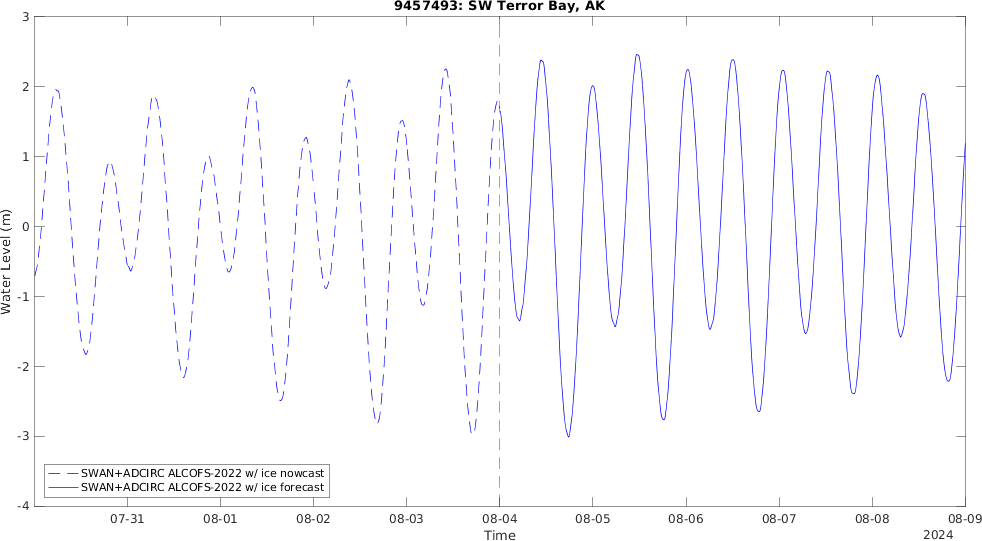 9457493: SW Terror Bay, AK
3
2
1
0
-1
-2
-3
-4
Water Level (m)
SWAN+ADCIRC ALCOFS-2022 w/ ice nowcast
SWAN+ADCIRC ALCOFS-2022 w/ ice forecast
07-31 08-01 08-02 08-03 08-04 08-05 08-06 08-07 08-08 08-09
Time
2024